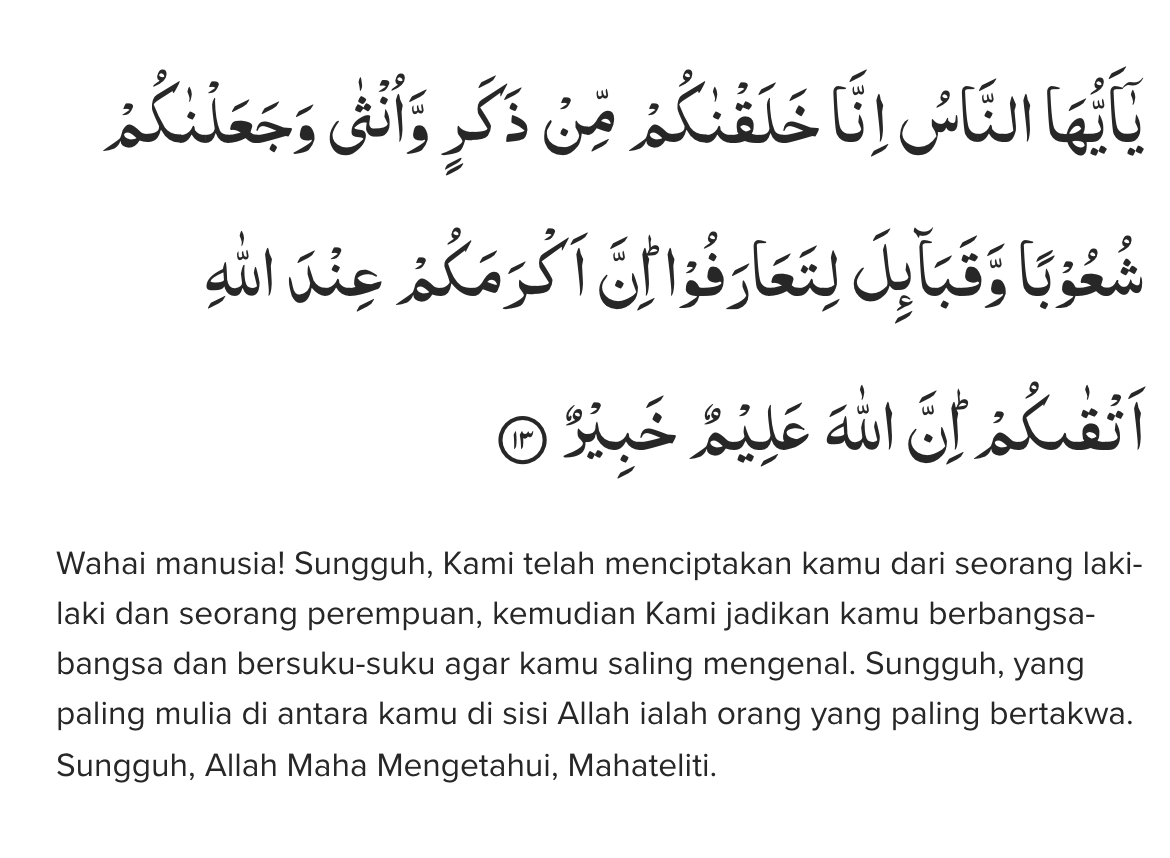 يٰٓاَيُّهَا النَّاسُ اِنَّا خَلَقْنٰكُمْ مِّنْ ذَكَرٍ وَّاُنْثٰى وَجَعَلْنٰكُمْ
شُعُوْبًا وَّقَبَاۤىِٕلَ لِتَعَارَفُوْا ۚ اِنَّ اَكْرَمَكُمْ عِنْدَ اللّٰهِ
اَتْقٰىكُمْ ۗاِنَّ اللّٰهَ عَلِيْمٌ خَبِيْرٌ ١٣
Wahai manusia! Sungguh, Kami telah menciptakan kamu dari seorang laki-
laki dan seorang perempuan, kemudian Kami jadikan kamu berbangsa-
bangsa dan bersuku-suku agar kamu saling mengenal. Sungguh, yang
paling mulia di antara kamu di sisi Allah ialah orang yang paling bertakwa.
Sungguh, Allah Maha Mengetahui, Mahateliti.